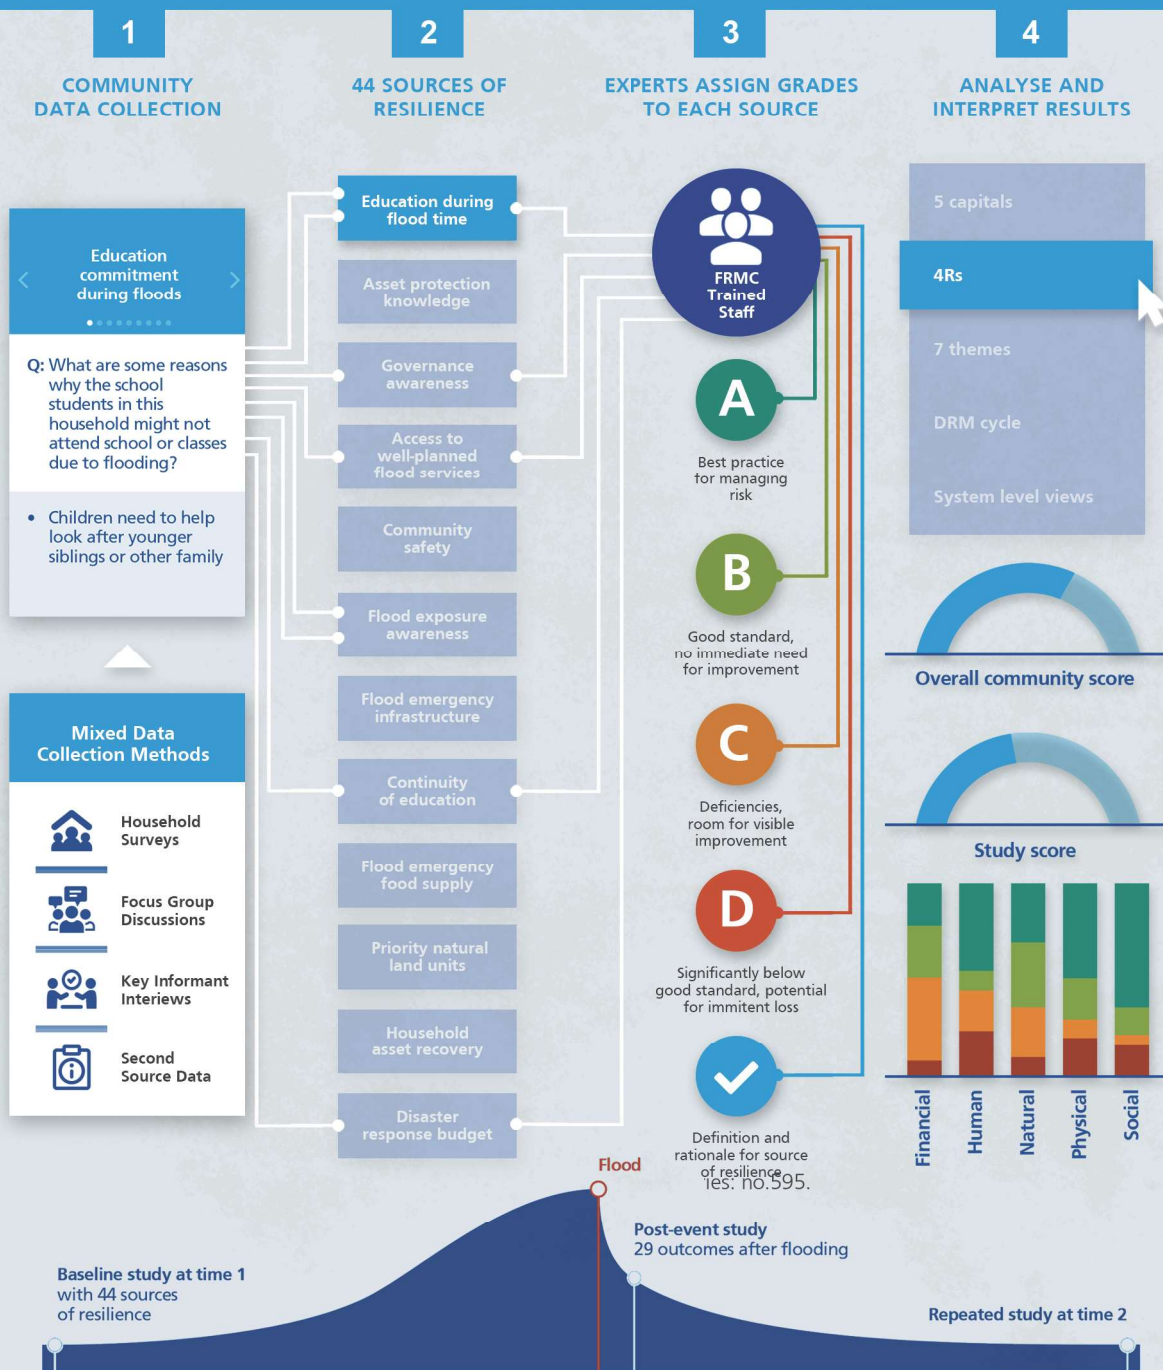 1
COMMUNITY
DATA COLLECTION
2
44 SOURCES OF
RESILIENCE
3
EXPERTS ASSIGN GRADES
TO EACH SOURCE
4
ANALYSE AND
INTERPRET RESULTS
Education
commitment
during floods
Q: What are some reasons
why the school
students in this
household might not
attend school or classes
due to flooding?
• Children need to help
look after younger
siblings or other family
Mixed Data
Collection Methods
Household
Surveys
Focus Group
Discussions
Key Informant
Interiews
Second
Source Data
Education during
flood time
Asset protection
knowledge
Governance
awareness
Access to
well-planned
flood services
Community
safety
Flood exposure
awareness
Flood emergency
infrastructure
Continuity
of education
Flood emergency
food supply
Priority natural
land units
Household
asset recovery
Disaster
response budget
FRMC
Trained
Staff
A
Best practice
for managing
risk
B
Good standard,
no immediate need
for improvement
C
Deficiencies,
room for visible
improvement
D
Significantly below
good standard, potential
for immitent loss
Definition and
rationale for source
of resilience
ies: no.595.
5 capitals
4Rs
7 themes
DRM cycle
System level views
Overall community score
Study score
Financial
Human
Natural
Physical
Social
Flood
Post-event study
29 outcomes after flooding
Baseline study at time 1
with 44 sources
of resilience
Repeated study at time 2